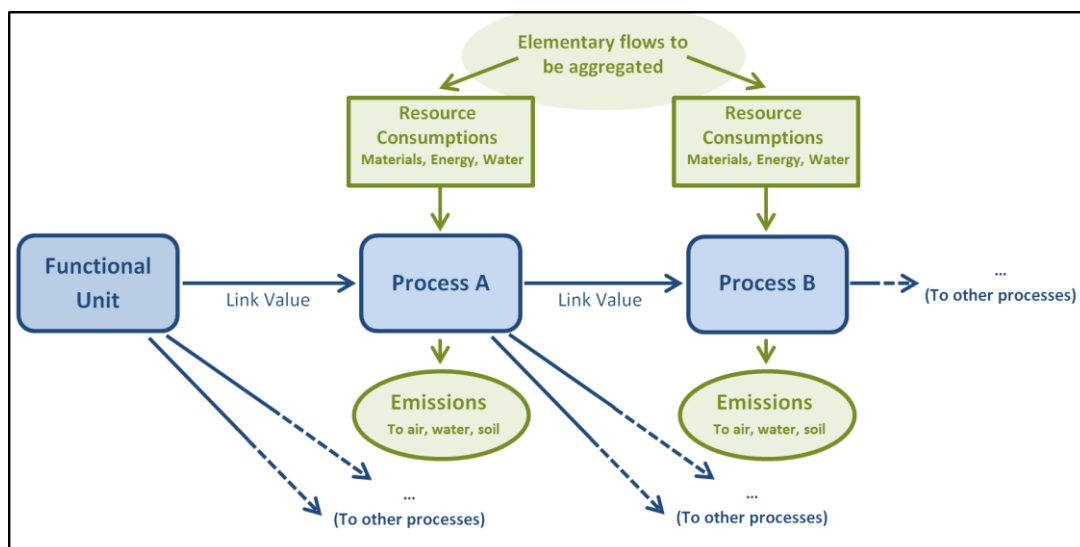 Elementary flows to
be aggregated
Resource
Consumptions
Materials, Energy, Water
Resource
Consumptions
Materials, Energy, Water
Functional
Unit
Link Value
Process A
Link Value
Process B
...
(To other processes)
Emissions
To air, water, soil
Emissions
To air, water, soil
...
(To other processes)
...
(To other processes)